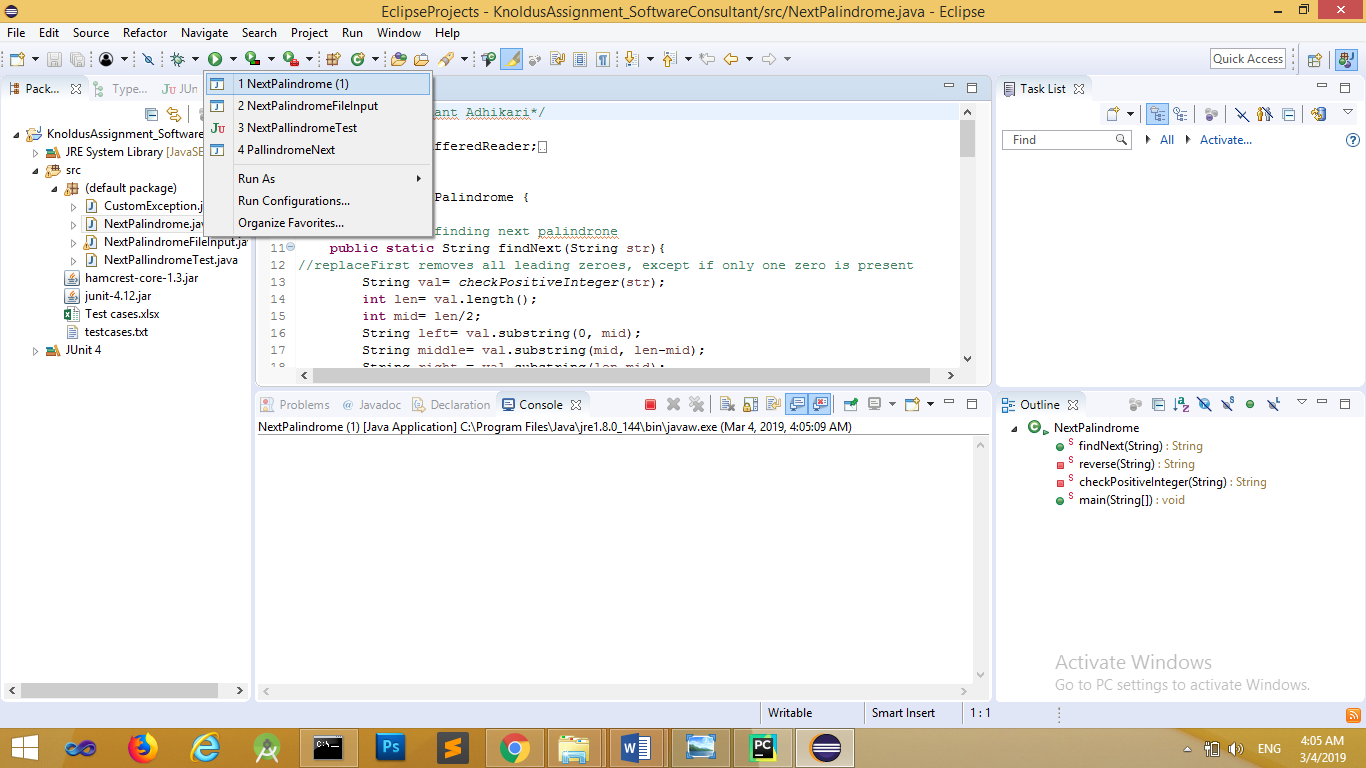 EclipseProjects - KnoldusAssignment_SoftwareConsultant/src/NextPalindrome.java - Eclipse
File Edit Source Refactor Navigate Search Project Run Window Help
Quick Access
Pack... Type... JU JUn
1 NextPalindrome (1)
2 NextPalindromeFileInput
JU 3 NextPallindromeTest
4 PallindromeNext
Run As
Run Configurations...
Organize Favorites...
KnoldusAssignment_Software
JRE System Library [JavaSE
src
(default package)
CustomException.j
NextPalindrome.jav
NextPalindromeFileInput.java
NextPallindromeTest.java
hamcrest-core-1.3.jar
junit-4.12.jar
Test cases.xlsx
testcases.txt
JUnit 4
ant Adhikari*/
fferedReader;
Palindrome {
finding next palindrone
11 public static String findNext(String str){
12 //replaceFirst removes all leading zeroes, except if only one zero is present
13 String val= checkPositiveInteger(str);
14 int len= val.length();
15 int mid= len/2;
16 String left= val.substring(0, mid);
17 String middle= val.substring(mid, len-mid);
18 String right = val.substring(len-mid);
Task List
Find All Activate...
Problems @ Javadoc Declaration Console
NextPalindrome (1) [Java Application] C:\Program Files\Java\jre1.8.0_144\bin\javaw.exe (Mar 4, 2019, 4:05:09 AM)
Outline
NextPalindrome
findNext(String) : String
reverse(String) : String
checkPositiveInteger(String) : String
main(String[]) : void
Activate Windows
Go to PC settings to activate Windows.
Writable Smart Insert 1 : 1
ENG
4:05 AM
3/4/2019